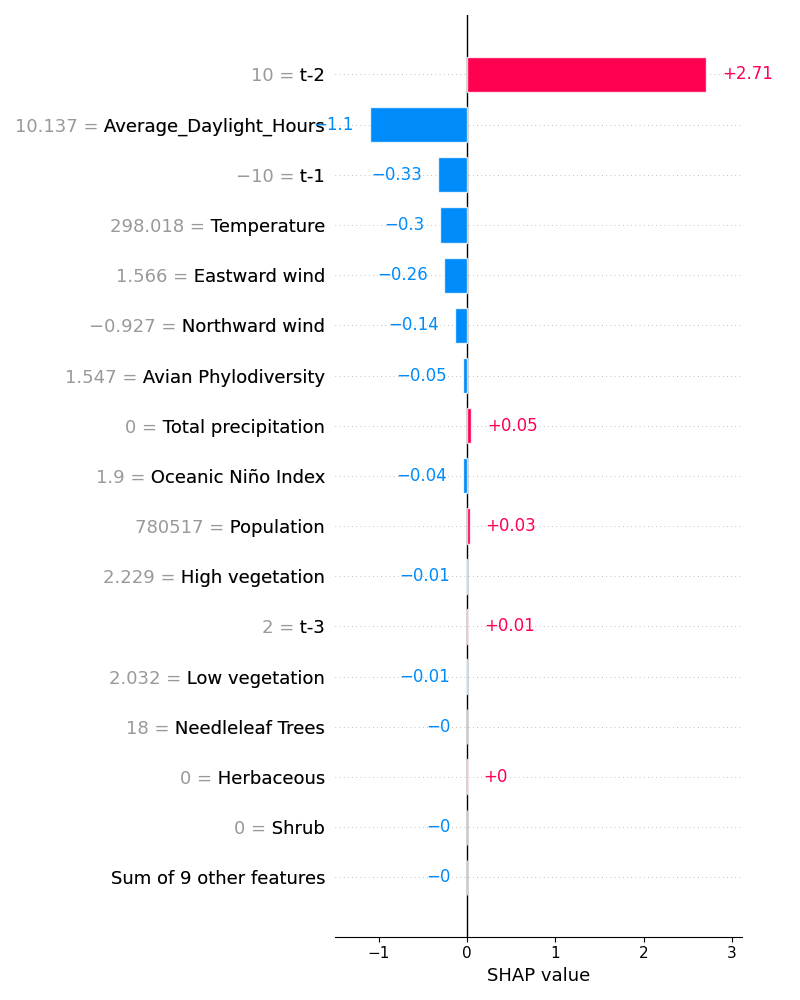 10 = t-2 +2.71
10.137 = Average_Daylight_Hours −1.1
−10 = t-1 −0.33
298.018 = Temperature −0.3
1.566 = Eastward wind −0.26
−0.927 = Northward wind −0.14
1.547 = Avian Phylodiversity −0.05
0 = Total precipitation +0.05
1.9 = Oceanic Niño Index −0.04
780517 = Population +0.03
2.229 = High vegetation −0.01
2 = t-3 +0.01
2.032 = Low vegetation −0.01
18 = Needleleaf Trees −0
0 = Herbaceous +0
0 = Shrub −0
Sum of 9 other features −0
−1 0 1 2 3
SHAP value